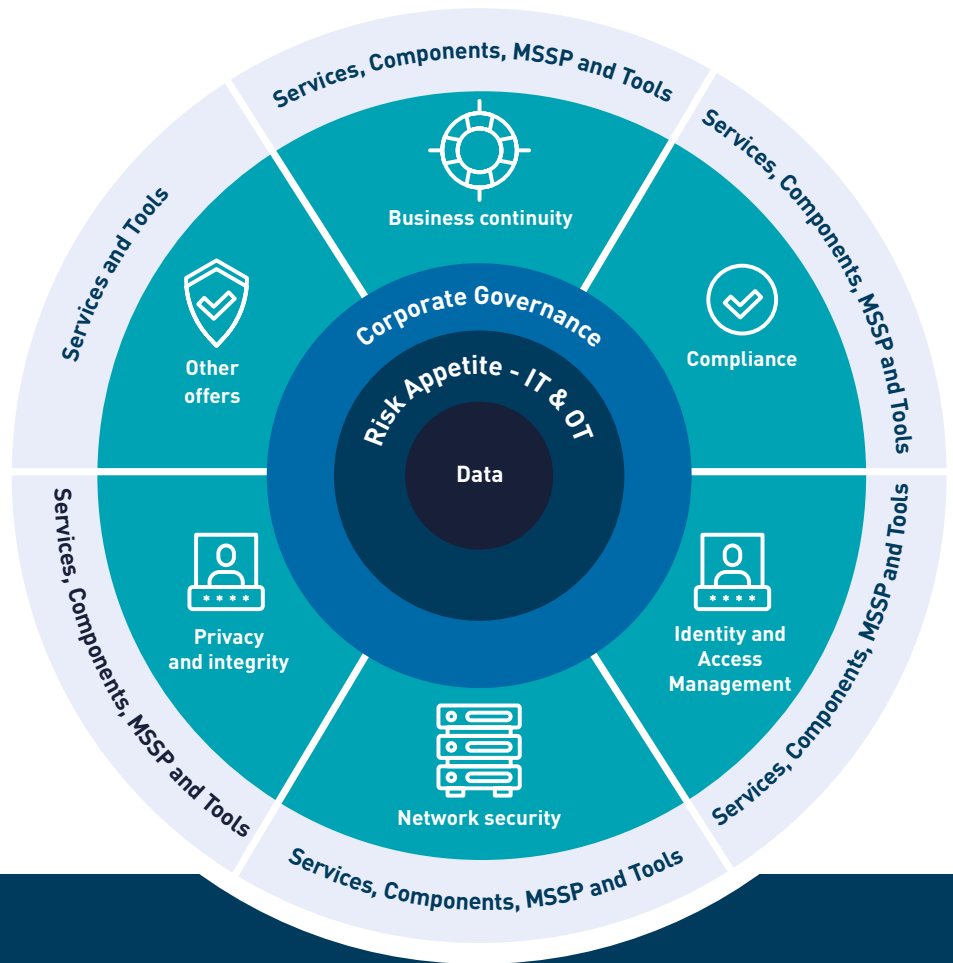 Services, Components, MSSP and Tools
Business continuity
Services, Components, MSSP and Tools
Compliance
Services, Components, MSSP and Tools
Identity and
Access
Management
Services, Components, MSSP and Tools
Network security
Services, Components, MSSP and Tools
Privacy
and integrity
Services and Tools
Other
offers
Corporate Governance
Risk Appetite - IT & OT
Data